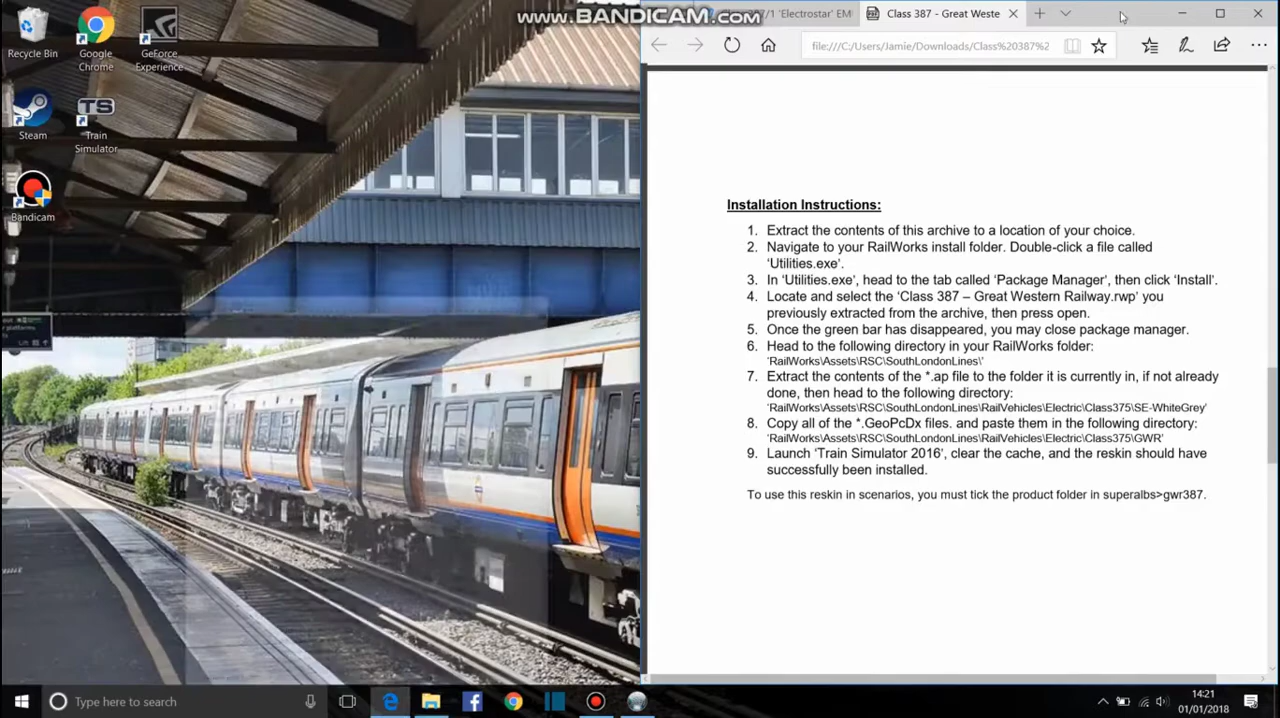 www.BANDICAM.com
/1 'Electrostar' EM
Class 387 - Great Weste
file:///C:/Users/Jamie/Downloads/Class%20387%2
Recycle Bin
Google
Chrome
GeForce
Experience
Steam
Train
Simulator
Bandicam
Installation Instructions:
1. Extract the contents of this archive to a location of your choice.
2. Navigate to your RailWorks install folder. Double-click a file called
‘Utilities.exe’.
3. In ‘Utilities.exe’, head to the tab called ‘Package Manager’, then click ‘Install’.
4. Locate and select the ‘Class 387 – Great Western Railway.rwp’ you
previously extracted from the archive, then press open.
5. Once the green bar has disappeared, you may close package manager.
6. Head to the following directory in your RailWorks folder:
‘RailWorks\Assets\RSC\SouthLondonLines\’
7. Extract the contents of the *.ap file to the folder it is currently in, if not already
done, then head to the following directory:
‘RailWorks\Assets\RSC\SouthLondonLines\RailVehicles\Electric\Class375\SE-WhiteGrey’
8. Copy all of the *.GeoPcDx files. and paste them in the following directory:
‘RailWorks\Assets\RSC\SouthLondonLines\RailVehicles\Electric\Class375\GWR’
9. Launch ‘Train Simulator 2016’, clear the cache, and the reskin should have
successfully been installed.
To use this reskin in scenarios, you must tick the product folder in superalbs>gwr387.
Type here to search
14:21
01/01/2018